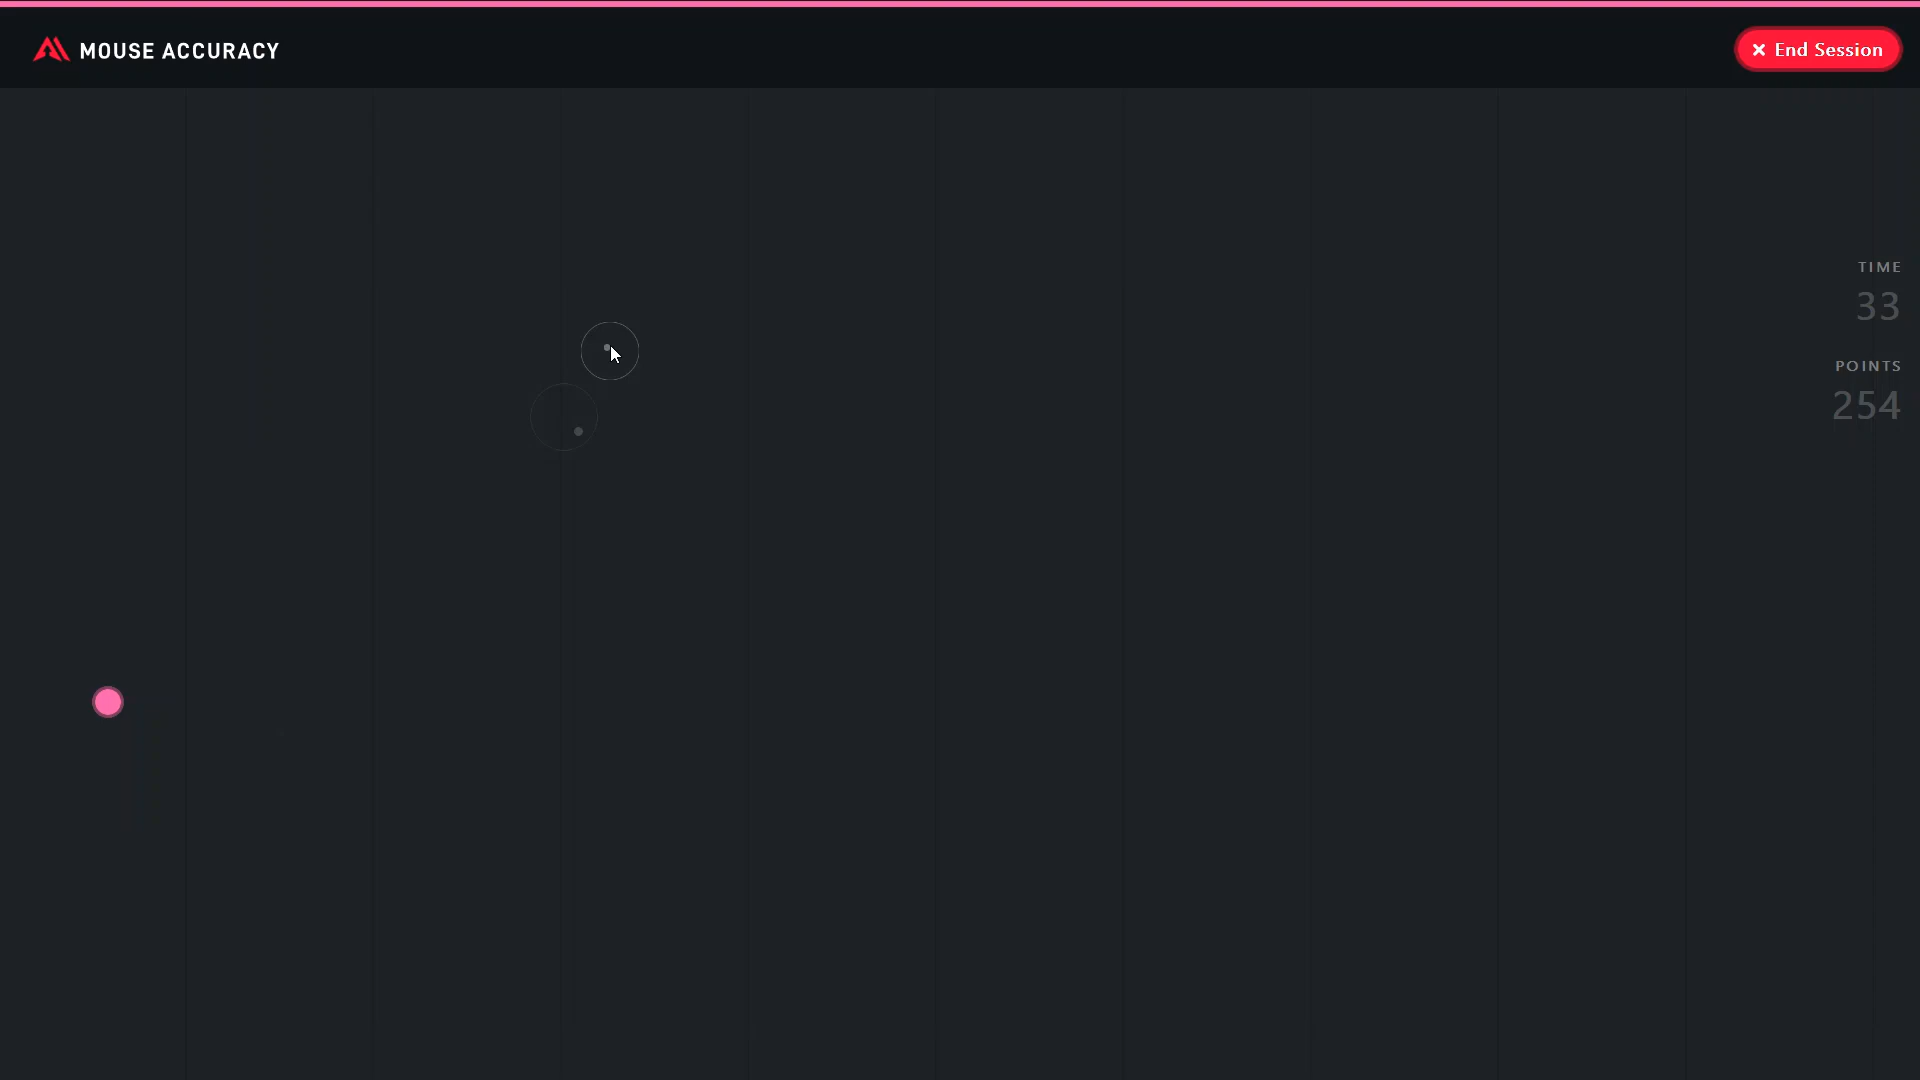 MOUSE ACCURACY
End Session
TIME
33
POINTS
254